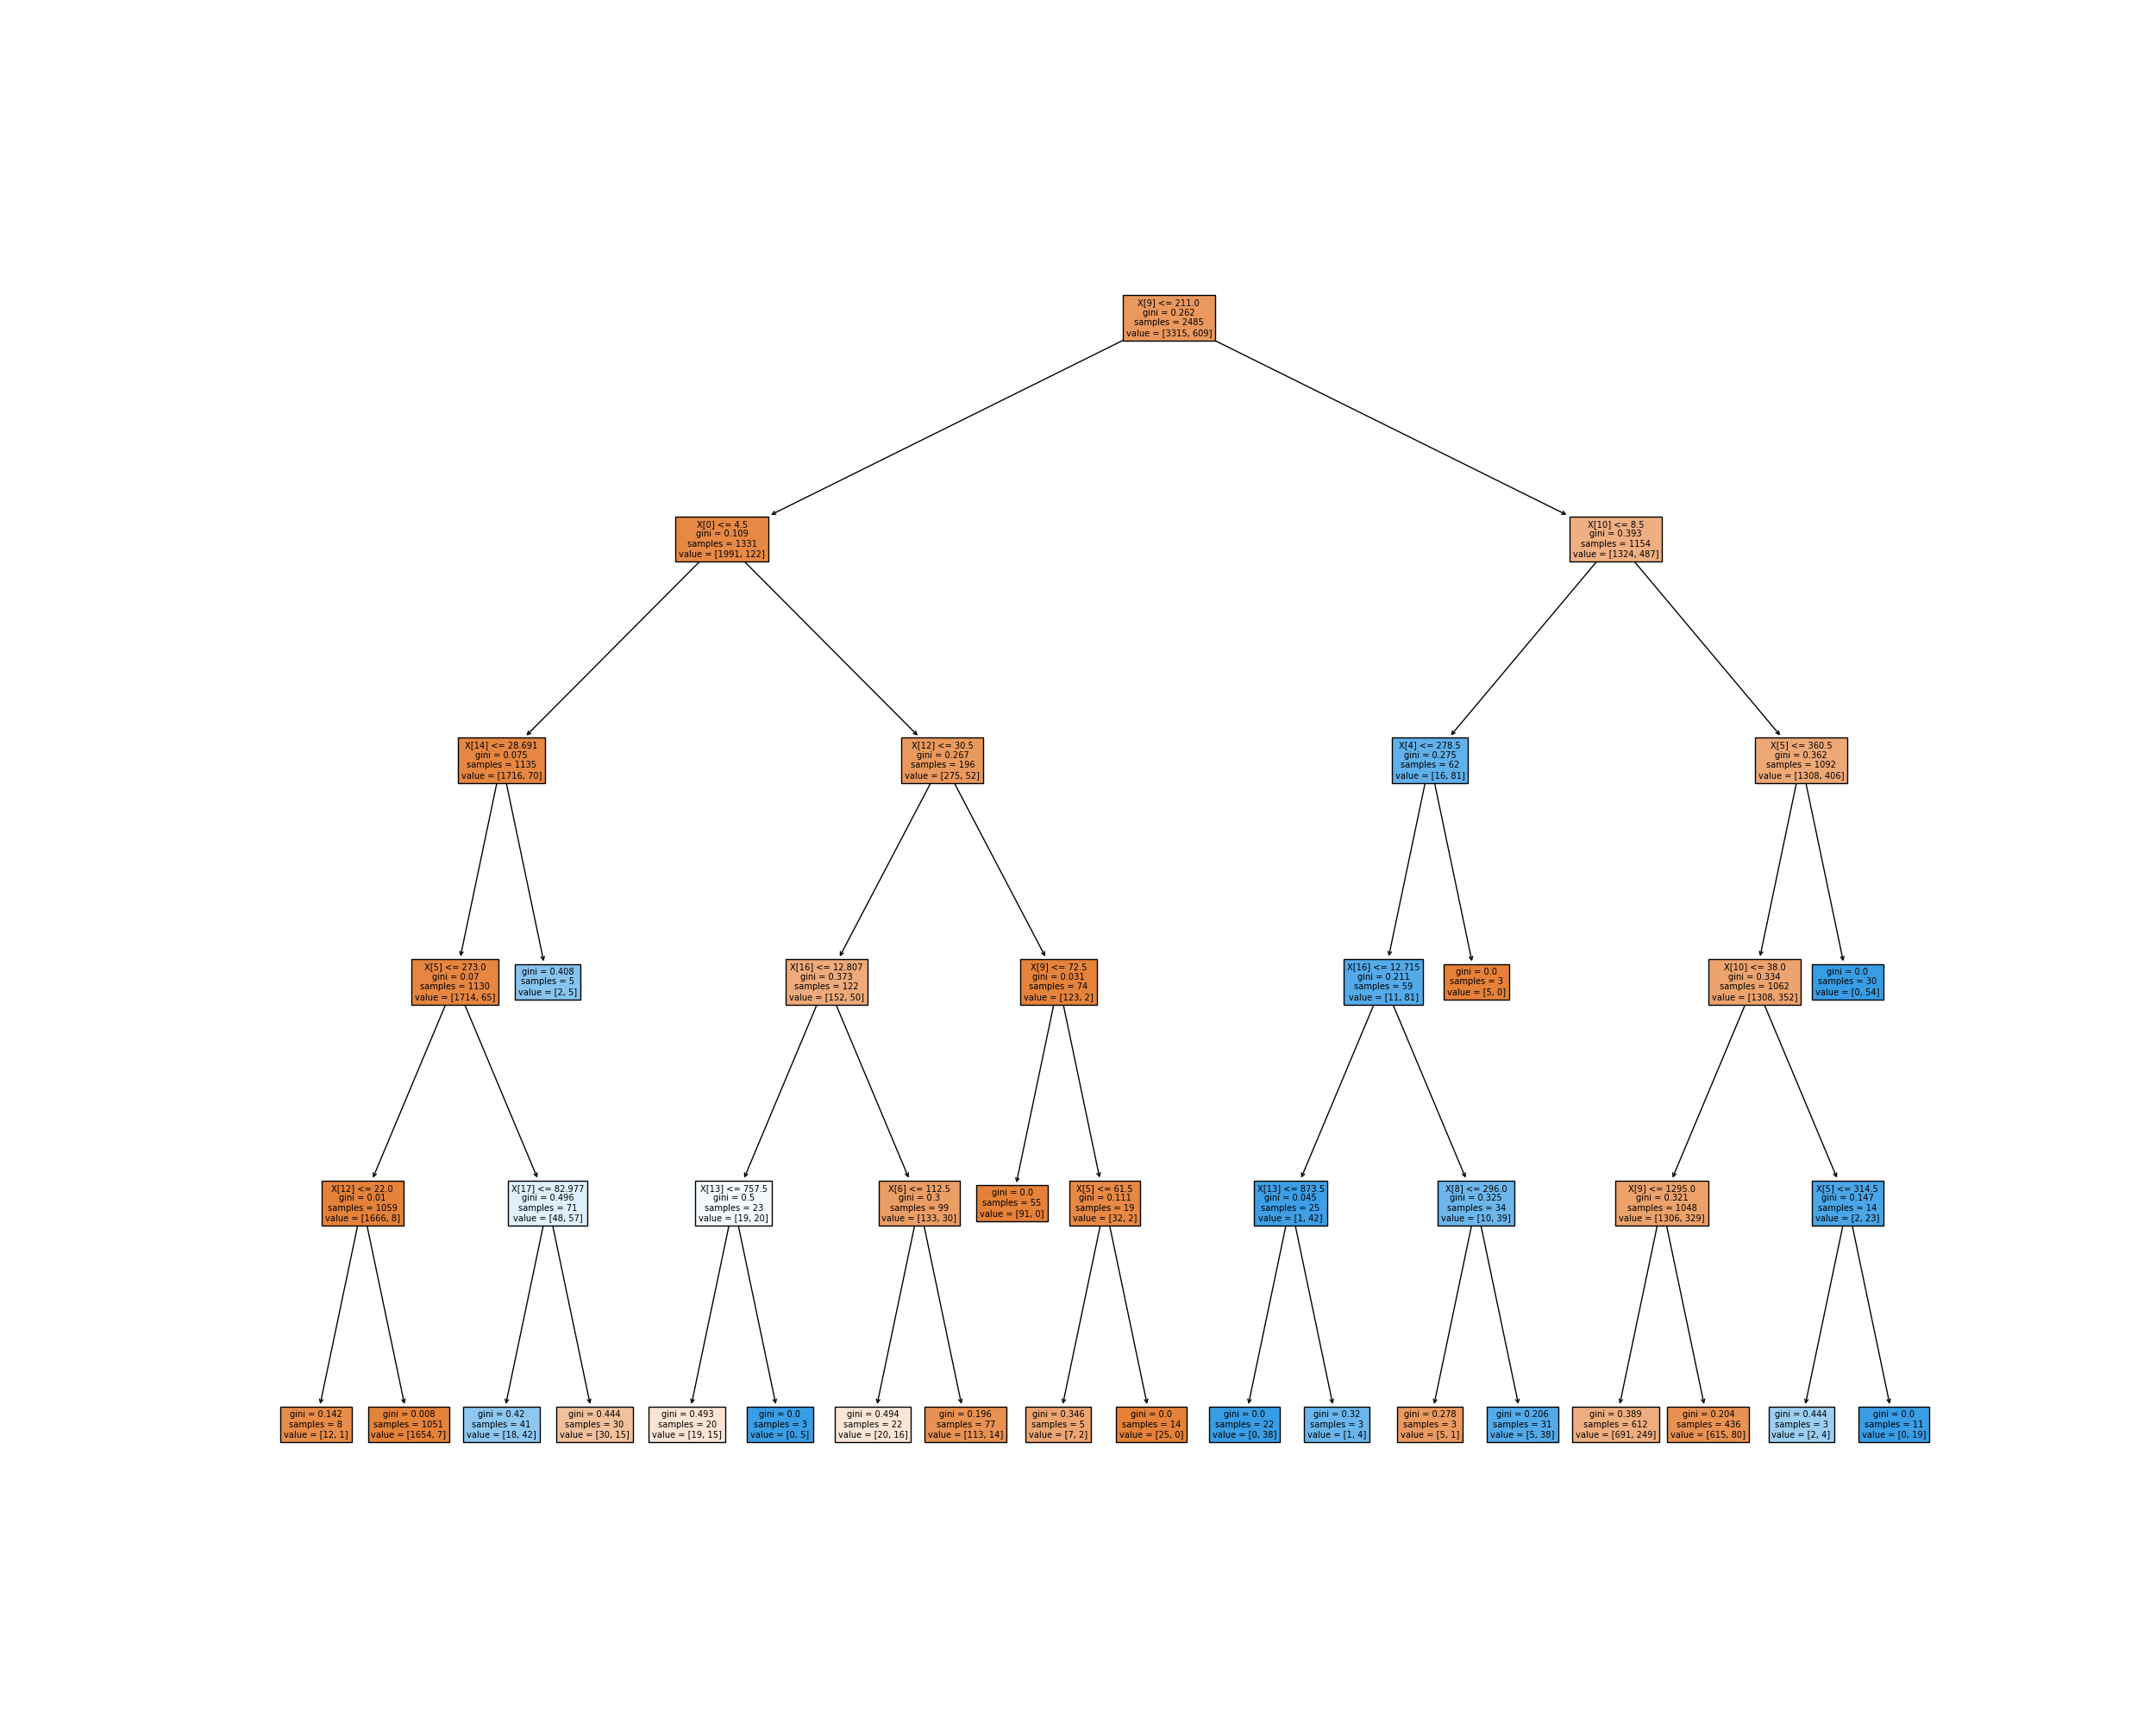 X[9] <= 211.0
gini = 0.262
samples = 2485
value = [3315, 609]
X[0] <= 4.5
gini = 0.109
samples = 1331
value = [1991, 122]
X[10] <= 8.5
gini = 0.393
samples = 1154
value = [1324, 487]
X[14] <= 28.691
gini = 0.075
samples = 1135
value = [1716, 70]
X[12] <= 30.5
gini = 0.267
samples = 196
value = [275, 52]
X[4] <= 278.5
gini = 0.275
samples = 62
value = [16, 81]
X[5] <= 360.5
gini = 0.362
samples = 1092
value = [1308, 406]
X[5] <= 273.0
gini = 0.07
samples = 1130
value = [1714, 65]
gini = 0.408
samples = 5
value = [2, 5]
X[16] <= 12.807
gini = 0.373
samples = 122
value = [152, 50]
X[9] <= 72.5
gini = 0.031
samples = 74
value = [123, 2]
X[16] <= 12.715
gini = 0.211
samples = 59
value = [11, 81]
gini = 0.0
samples = 3
value = [5, 0]
X[10] <= 38.0
gini = 0.334
samples = 1062
value = [1308, 352]
gini = 0.0
samples = 30
value = [0, 54]
X[12] <= 22.0
gini = 0.01
samples = 1059
value = [1666, 8]
X[17] <= 82.977
gini = 0.496
samples = 71
value = [48, 57]
X[13] <= 757.5
gini = 0.5
samples = 23
value = [19, 20]
X[6] <= 112.5
gini = 0.3
samples = 99
value = [133, 30]
gini = 0.0
samples = 55
value = [91, 0]
X[5] <= 61.5
gini = 0.111
samples = 19
value = [32, 2]
X[13] <= 873.5
gini = 0.045
samples = 25
value = [1, 42]
X[8] <= 296.0
gini = 0.325
samples = 34
value = [10, 39]
X[9] <= 1295.0
gini = 0.321
samples = 1048
value = [1306, 329]
X[5] <= 314.5
gini = 0.147
samples = 14
value = [2, 23]
gini = 0.142
samples = 8
value = [12, 1]
gini = 0.008
samples = 1051
value = [1654, 7]
gini = 0.42
samples = 41
value = [18, 42]
gini = 0.444
samples = 30
value = [30, 15]
gini = 0.493
samples = 20
value = [19, 15]
gini = 0.0
samples = 3
value = [0, 5]
gini = 0.494
samples = 22
value = [20, 16]
gini = 0.196
samples = 77
value = [113, 14]
gini = 0.346
samples = 5
value = [7, 2]
gini = 0.0
samples = 14
value = [25, 0]
gini = 0.0
samples = 22
value = [0, 38]
gini = 0.32
samples = 3
value = [1, 4]
gini = 0.278
samples = 3
value = [5, 1]
gini = 0.206
samples = 31
value = [5, 38]
gini = 0.389
samples = 612
value = [691, 249]
gini = 0.204
samples = 436
value = [615, 80]
gini = 0.444
samples = 3
value = [2, 4]
gini = 0.0
samples = 11
value = [0, 19]